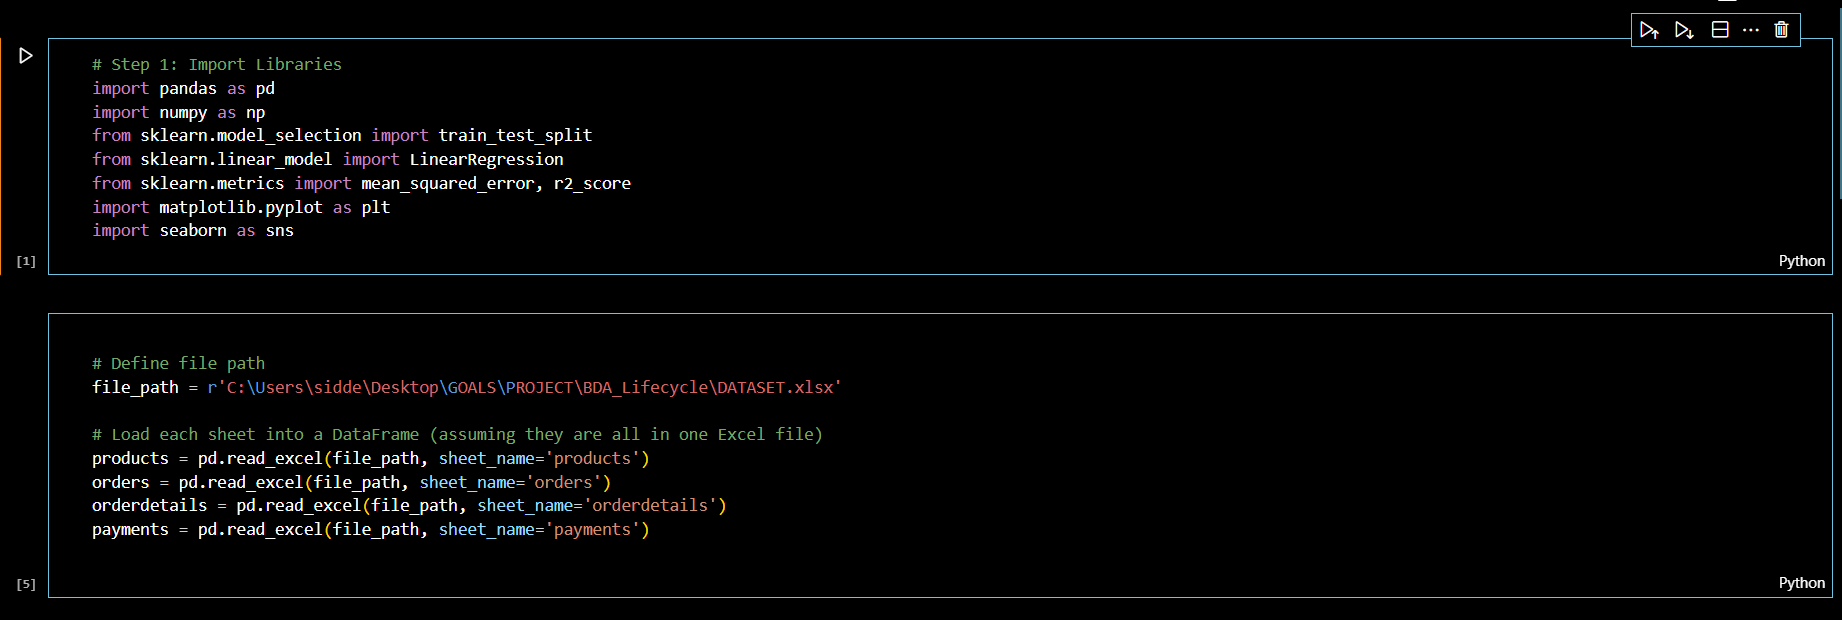 # Step 1: Import Libraries
import pandas as pd
import numpy as np
from sklearn.model_selection import train_test_split
from sklearn.linear_model import LinearRegression
from sklearn.metrics import mean_squared_error, r2_score
import matplotlib.pyplot as plt
import seaborn as sns
[1]
Python
# Define file path
file_path = r'C:\Users\sidde\Desktop\GOALS\PROJECT\BDA_Lifecycle\DATASET.xlsx'
# Load each sheet into a DataFrame (assuming they are all in one Excel file)
products = pd.read_excel(file_path, sheet_name='products')
orders = pd.read_excel(file_path, sheet_name='orders')
orderdetails = pd.read_excel(file_path, sheet_name='orderdetails')
payments = pd.read_excel(file_path, sheet_name='payments')
[5]
Python